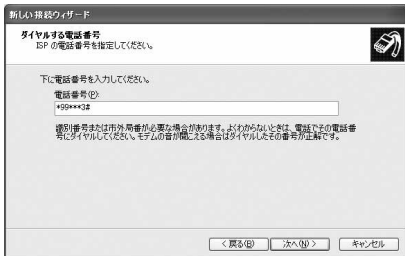 新しい接続ウィザード
ダイヤルする電話番号
ISP の電話番号を指定してください。
下に電話番号を入力してください。
電話番号(P):
*99***3#
識別番号または市外局番が必要な場合があります。よくわからないときは、電話でその電話番
号にダイヤルしてください。モデムの音が聞こえる場合はダイヤルしたその番号が正解です。
< 戻る(B)
次へ(N) >
キャンセル